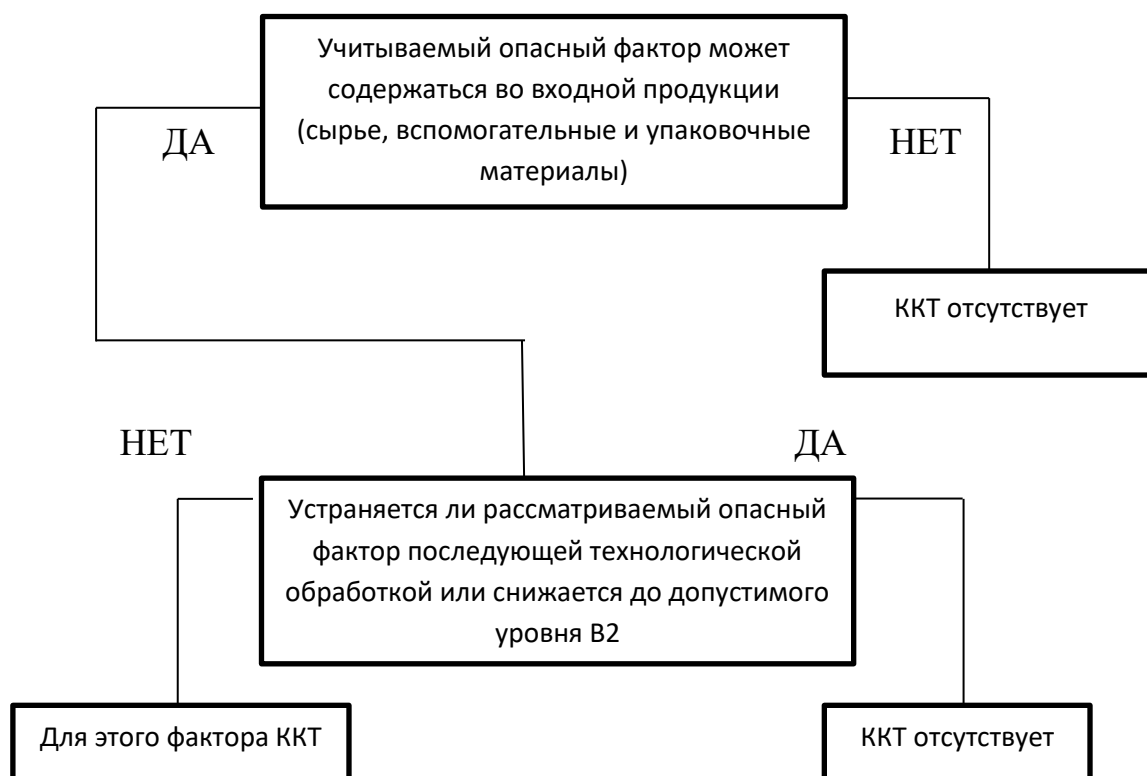 Учитываемый опасный фактор может
содержаться во входной продукции
(сырье, вспомогательные и упаковочные
материалы)
ДА
НЕТ
ККТ отсутствует
НЕТ
ДА
Устраняется ли рассматриваемый опасный
фактор последующей технологической
обработкой или снижается до допустимого
уровня В2
Для этого фактора ККТ
ККТ отсутствует